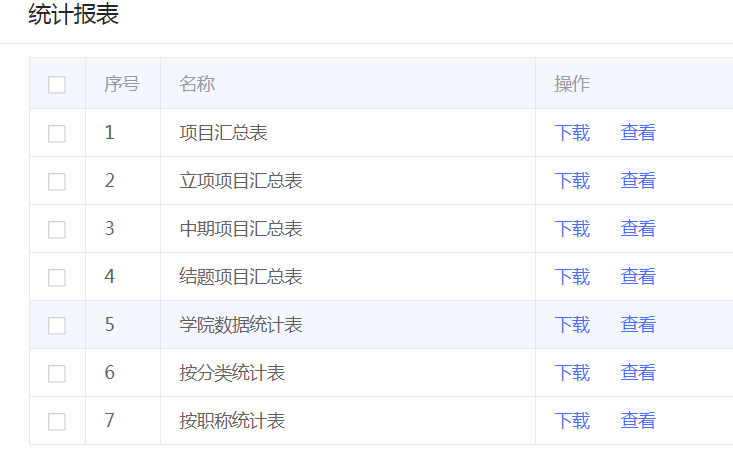 统计报表
序号 名称 操作
1 项目汇总表 下载 查看
2 立项项目汇总表 下载 查看
3 中期项目汇总表 下载 查看
4 结题项目汇总表 下载 查看
5 学院数据统计表 下载 查看
6 按分类统计表 下载 查看
7 按职称统计表 下载 查看